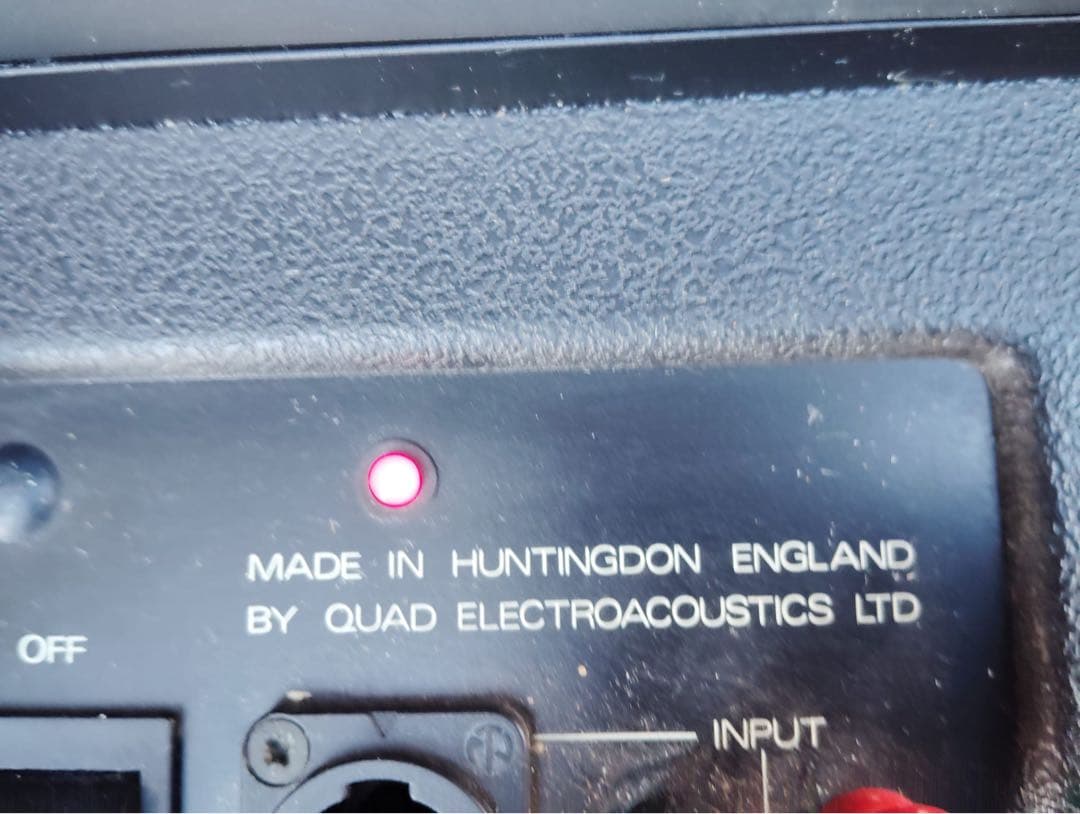 MADE IN HUNTINGDON ENGLAND
BY QUAD ELECTROACOUSTICS LTD
OFF
INPUT